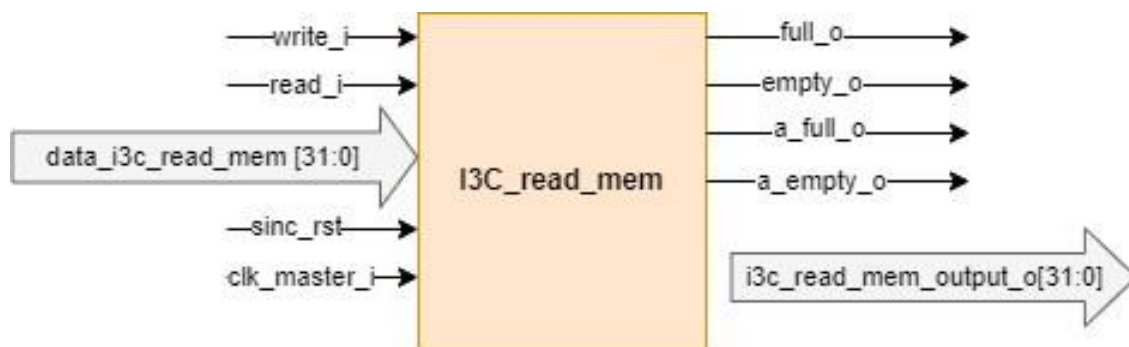 write_i
read_i
data_i3c_read_mem [31:0]
sinc_rst
clk_master_i
I3C_read_mem
full_o
empty_o
a_full_o
a_empty_o
i3c_read_mem_output_o[31:0]